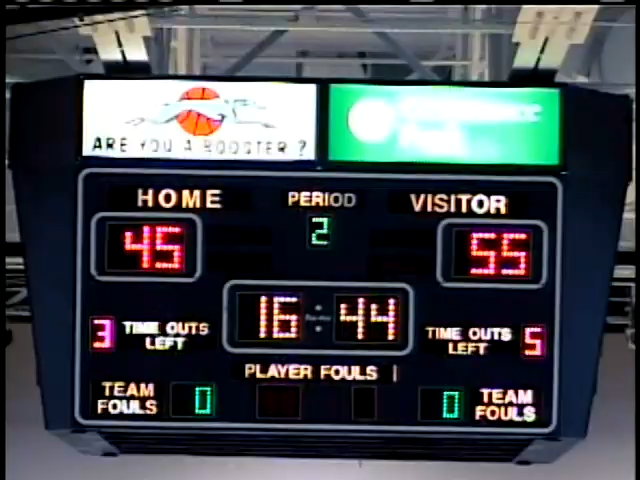 ARE YOU A BOOSTER ?
HOME PERIOD VISITOR
45 2 55
16:44
3 TIME OUTS LEFT
TIME OUTS LEFT 5
PLAYER FOULS
TEAM FOULS 0
0 TEAM FOULS